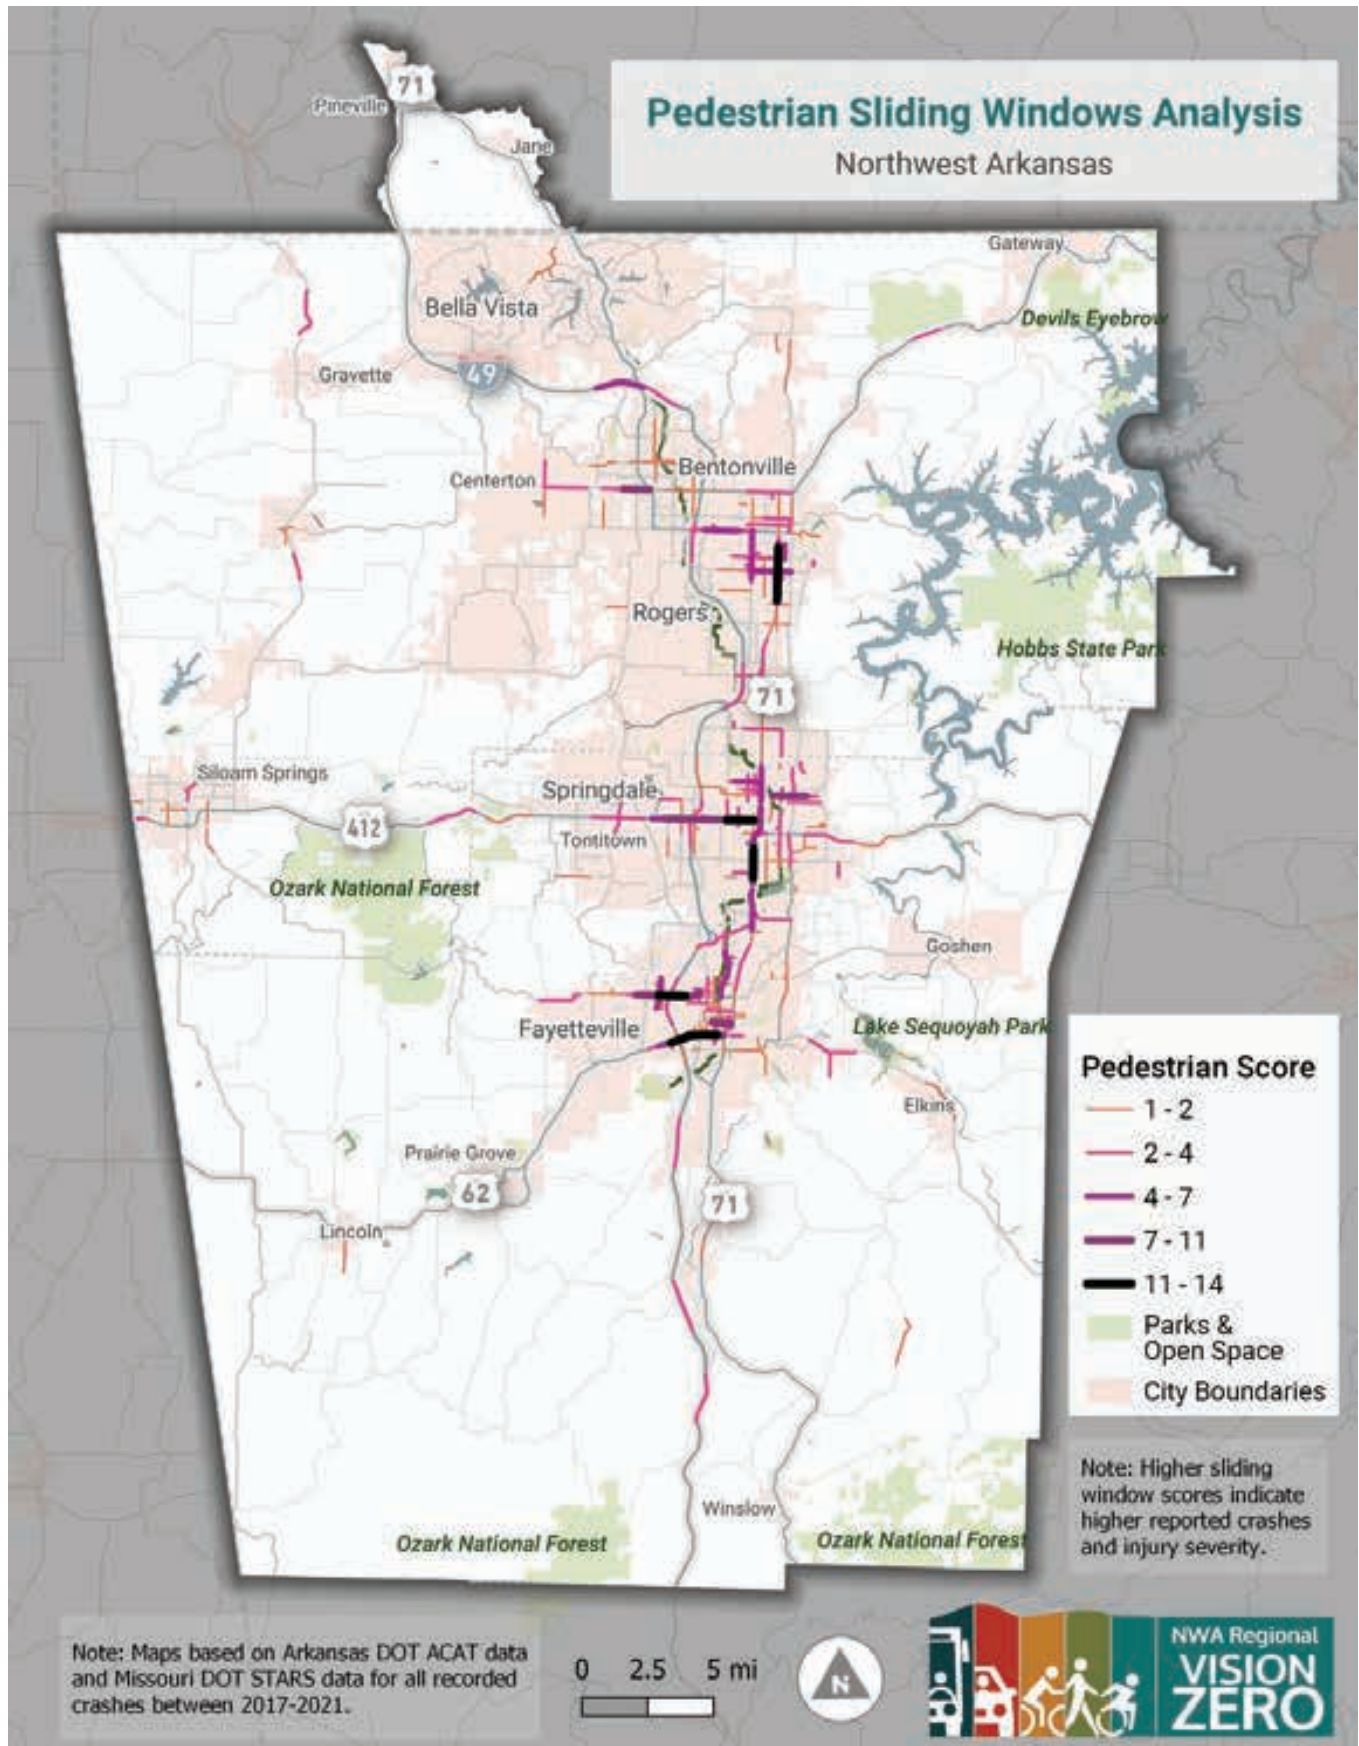 Pedestrian Sliding Windows Analysis
Northwest Arkansas
71
Pineville
Jane
Gateway
Bella Vista
Devils Eyebrow
Gravette
49
Bentonville
Centerton
Rogers
Hobbs State Park
71
Siloam Springs
Springdale
412
Tontitown
Ozark National Forest
Goshen
Fayetteville
Lake Sequoyah Park
Elkins
Prairie Grove
62
71
Lincoln
Winslow
Ozark National Forest
Ozark National Forest
Pedestrian Score
1 - 2
2 - 4
4 - 7
7 - 11
11 - 14
Parks &
Open Space
City Boundaries
Note: Higher sliding
window scores indicate
higher reported crashes
and injury severity.
Note: Maps based on Arkansas DOT ACAT data
and Missouri DOT STARS data for all recorded
crashes between 2017-2021.
0 2.5 5 mi
N
NWA Regional
VISION
ZERO